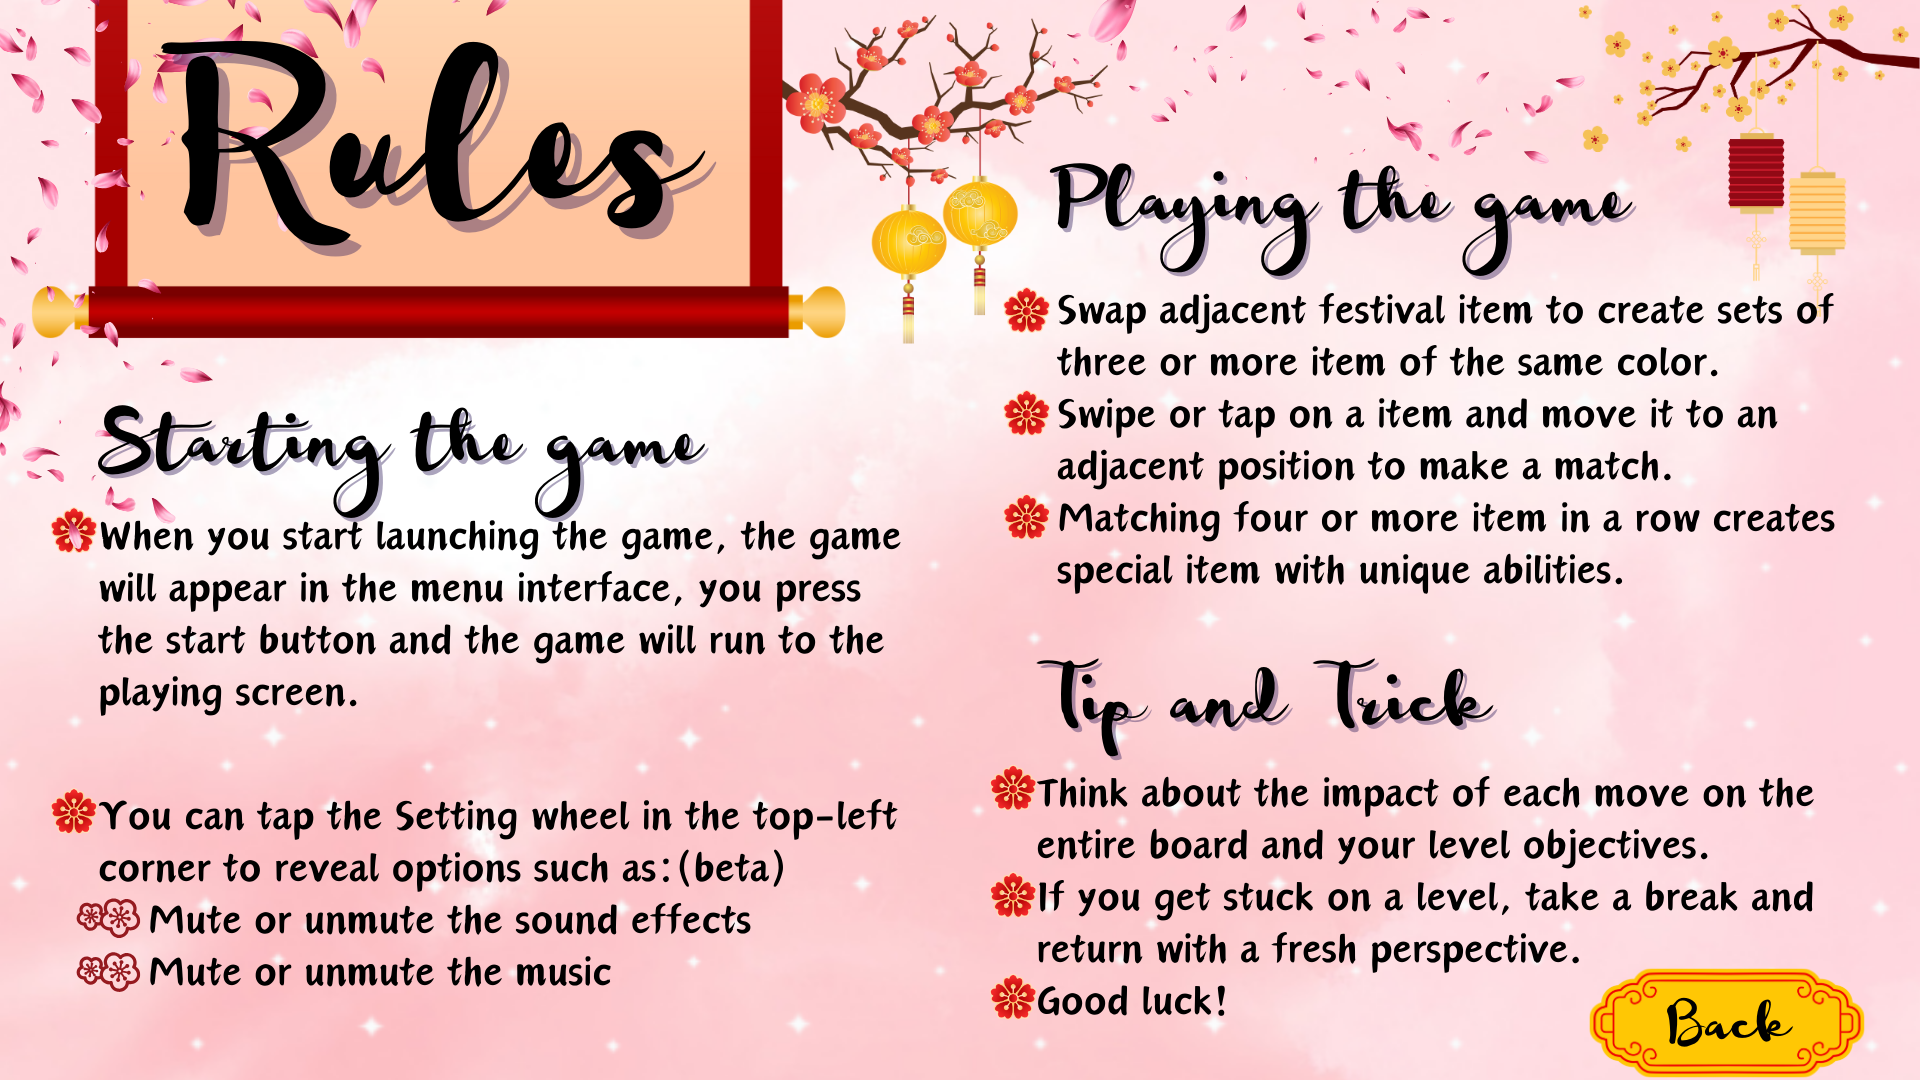 Rules
Starting the game
When you start launching the game, the game
will appear in the menu interface, you press
the start button and the game will run to the
playing screen.
You can tap the Setting wheel in the top-left
corner to reveal options such as:(beta)
Mute or unmute the sound effects
Mute or unmute the music
Playing the game
Swap adjacent festival item to create sets of
three or more item of the same color.
Swipe or tap on a item and move it to an
adjacent position to make a match.
Matching four or more item in a row creates
special item with unique abilities.
Tip and Trick
Think about the impact of each move on the
entire board and your level objectives.
If you get stuck on a level, take a break and
return with a fresh perspective.
Good luck!
Back